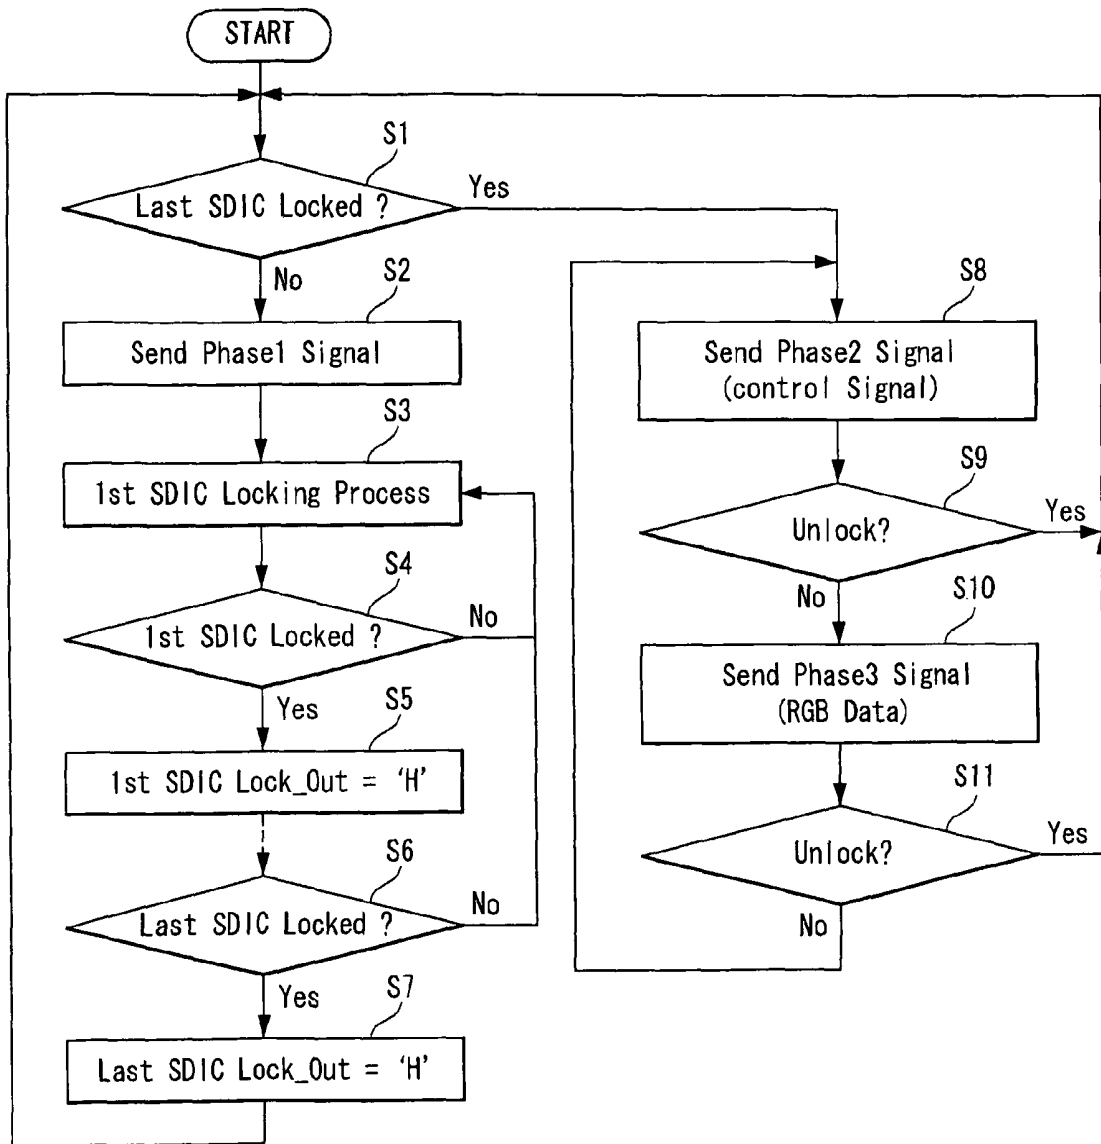 START
S1
Last SDIC Locked ?
Yes
No
S2
Send Phase1 Signal
S3
1st SDIC Locking Process
S4
1st SDIC Locked ?
No
Yes
S5
1st SDIC Lock_Out = ‘H’
S6
Last SDIC Locked ?
No
Yes
S7
Last SDIC Lock_Out = ‘H’
S8
Send Phase2 Signal
(control Signal)
S9
Unlock?
Yes
No
S10
Send Phase3 Signal
(RGB Data)
S11
Unlock?
Yes
No